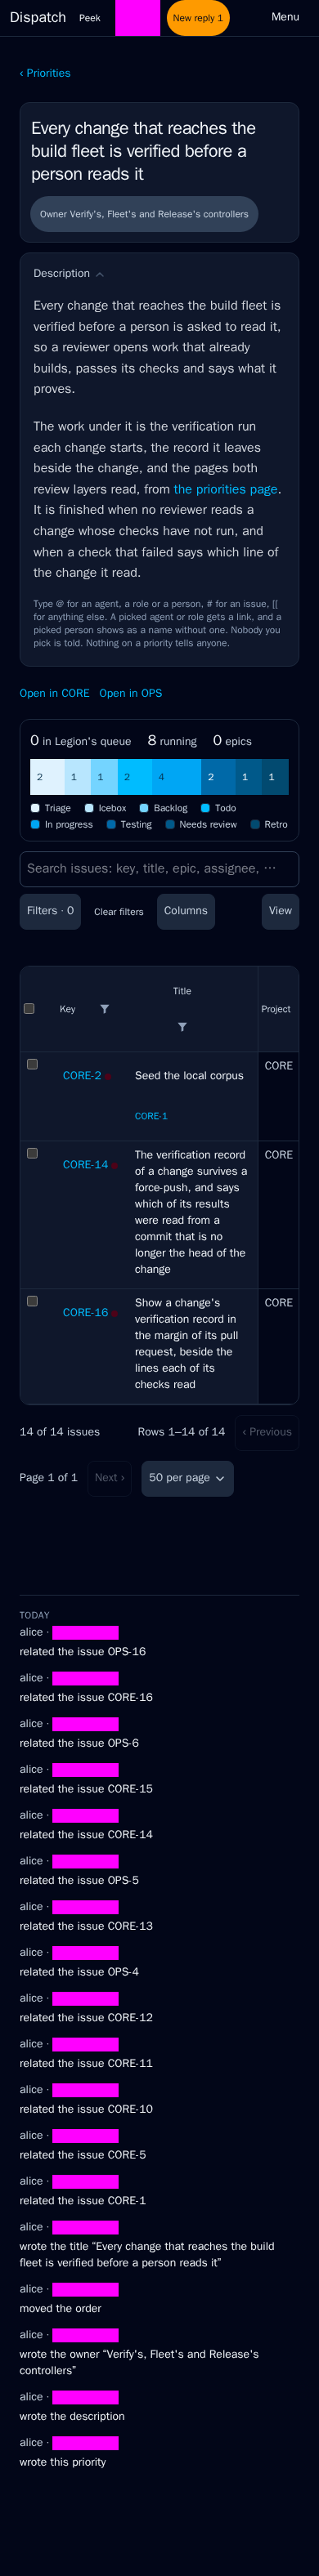 Dispatch Peek New reply 1 Menu
‹ Priorities
Every change that reaches the
build fleet is verified before a
person reads it
Owner Verify's, Fleet's and Release's controllers
Description
Every change that reaches the build fleet is
verified before a person is asked to read it,
so a reviewer opens work that already
builds, passes its checks and says what it
proves.
The work under it is the verification run
each change starts, the record it leaves
beside the change, and the pages both
review layers read, from the priorities page.
It is finished when no reviewer reads a
change whose checks have not run, and
when a check that failed says which line of
the change it read.
Type @ for an agent, a role or a person, # for an issue, [[
for anything else. A picked agent or role gets a link, and a
picked person shows as a name without one. Nobody you
pick is told. Nothing on a priority tells anyone.
Open in CORE Open in OPS
0 in Legion's queue 8 running 0 epics
2 1 1 2 4 2 1 1
Triage Icebox Backlog Todo
In progress Testing Needs review Retro
Search issues: key, title, epic, assignee, ⋯
Filters · 0 Clear filters Columns View
Key Title Project
CORE-2 Seed the local corpus CORE
CORE-1
CORE-14 The verification record CORE
of a change survives a
force-push, and says
which of its results
were read from a
commit that is no
longer the head of the
change
CORE-16 Show a change's CORE
verification record in
the margin of its pull
request, beside the
lines each of its
checks read
14 of 14 issues Rows 1–14 of 14 ‹ Previous
Page 1 of 1 Next › 50 per page
TODAY
alice ·
related the issue OPS-16
alice ·
related the issue CORE-16
alice ·
related the issue OPS-6
alice ·
related the issue CORE-15
alice ·
related the issue CORE-14
alice ·
related the issue OPS-5
alice ·
related the issue CORE-13
alice ·
related the issue OPS-4
alice ·
related the issue CORE-12
alice ·
related the issue CORE-11
alice ·
related the issue CORE-10
alice ·
related the issue CORE-5
alice ·
related the issue CORE-1
alice ·
wrote the title “Every change that reaches the build
fleet is verified before a person reads it”
alice ·
moved the order
alice ·
wrote the owner “Verify's, Fleet's and Release's
controllers”
alice ·
wrote the description
alice ·
wrote this priority